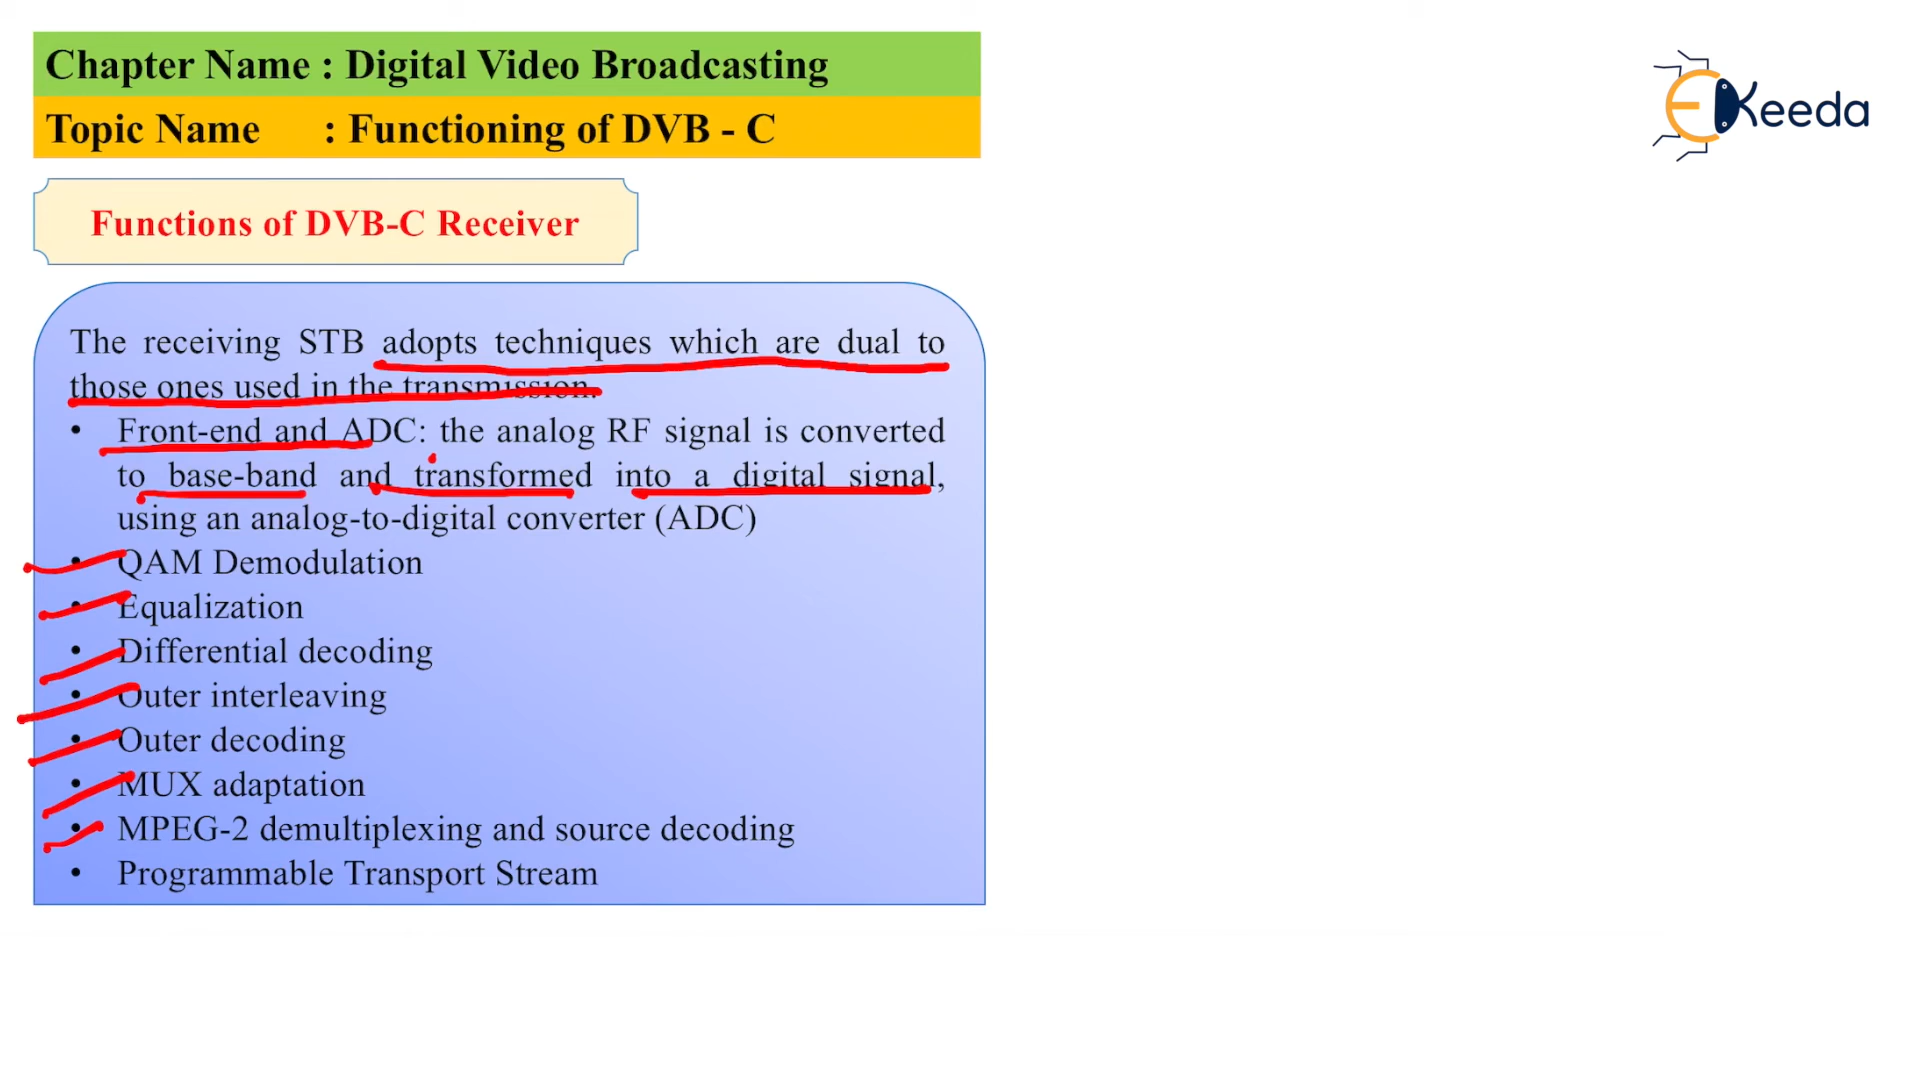 Chapter Name : Digital Video Broadcasting
Topic Name : Functioning of DVB - C
EKeeda
Functions of DVB-C Receiver
The receiving STB adopts techniques which are dual to
those ones used in the transmission.
• Front-end and ADC: the analog RF signal is converted
to base-band and transformed into a digital signal,
using an analog-to-digital converter (ADC)
• QAM Demodulation
• Equalization
• Differential decoding
• Outer interleaving
• Outer decoding
• MUX adaptation
• MPEG-2 demultiplexing and source decoding
• Programmable Transport Stream